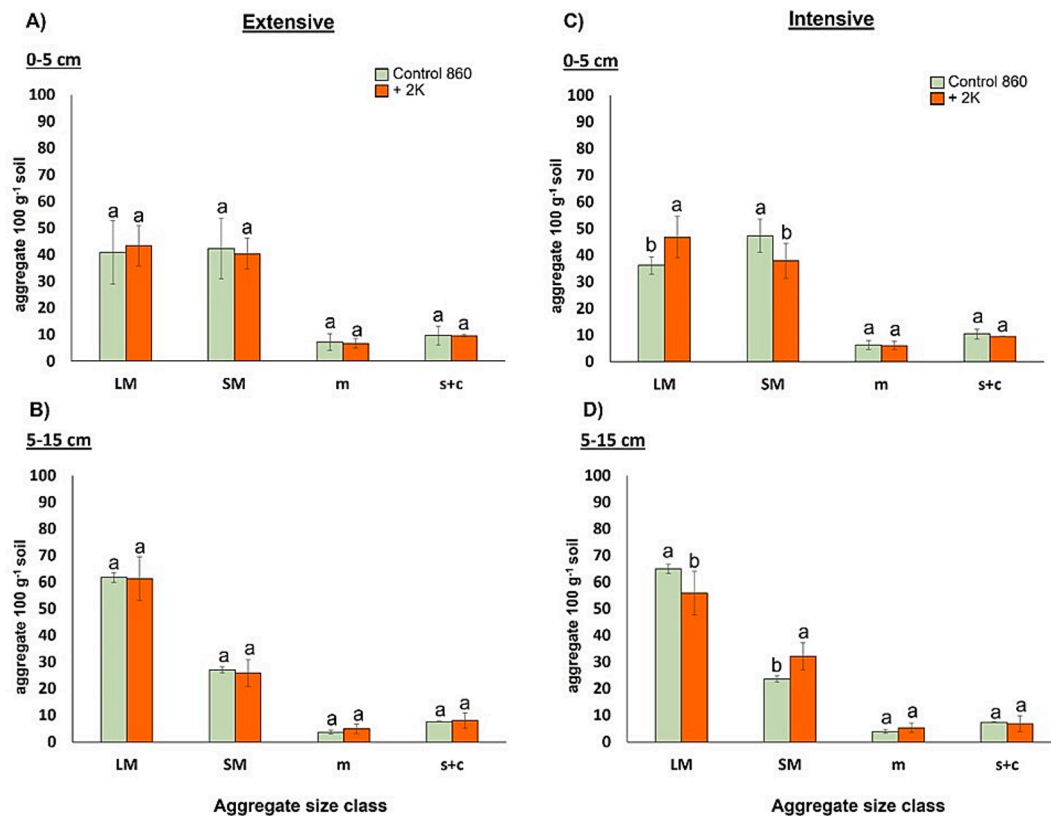 A)
Extensive
0-5 cm
Control 860
+ 2K
100
90
80
70
60
50
40
30
20
10
0
aggregate 100 g-1 soil
a a a a a a a a
LM SM m s+c
B)
5-15 cm
100
90
80
70
60
50
40
30
20
10
0
aggregate 100 g-1 soil
a a a a a a a a
LM SM m s+c
Aggregate size class
C)
Intensive
0-5 cm
Control 860
+ 2K
100
90
80
70
60
50
40
30
20
10
0
aggregate 100 g-1 soil
b a a b a a a a
LM SM m s+c
D)
5-15 cm
100
90
80
70
60
50
40
30
20
10
0
aggregate 100 g-1 soil
a b b a a a a a
LM SM m s+c
Aggregate size class